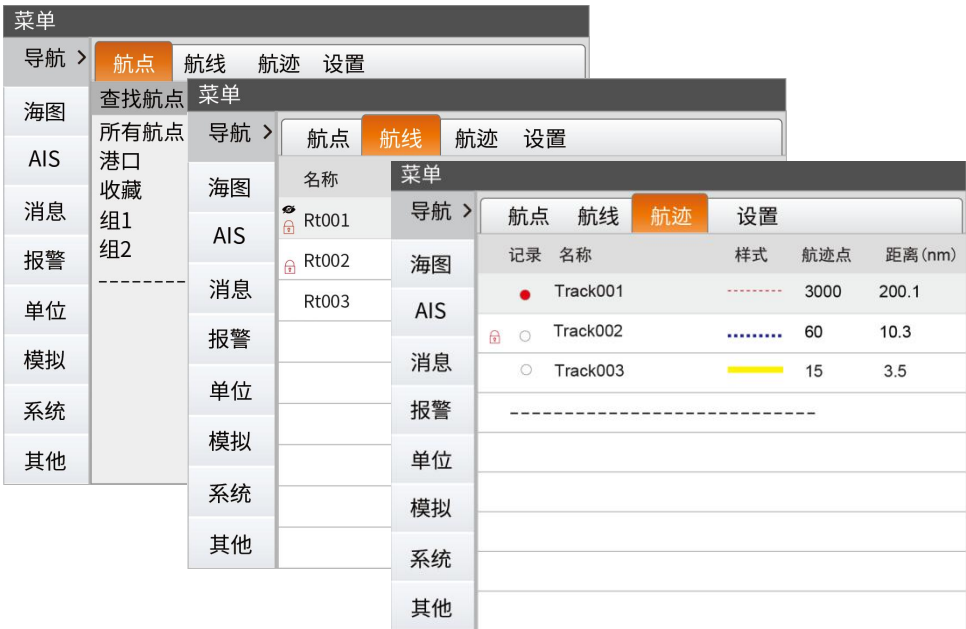 菜单
导航 >
海图
AIS
消息
报警
单位
模拟
系统
其他
航点 航线 航迹 设置
查找航点
所有航点
港口
收藏
组1
组2
菜单
导航 >
海图
AIS
消息
报警
单位
模拟
系统
其他
航点 航线 航迹 设置
名称
Rt001
Rt002
Rt003
菜单
导航 >
海图
AIS
消息
报警
单位
模拟
系统
其他
航点 航线 航迹 设置
记录 名称 样式 航迹点 距离(nm)
Track001 3000 200.1
Track002 60 10.3
Track003 15 3.5